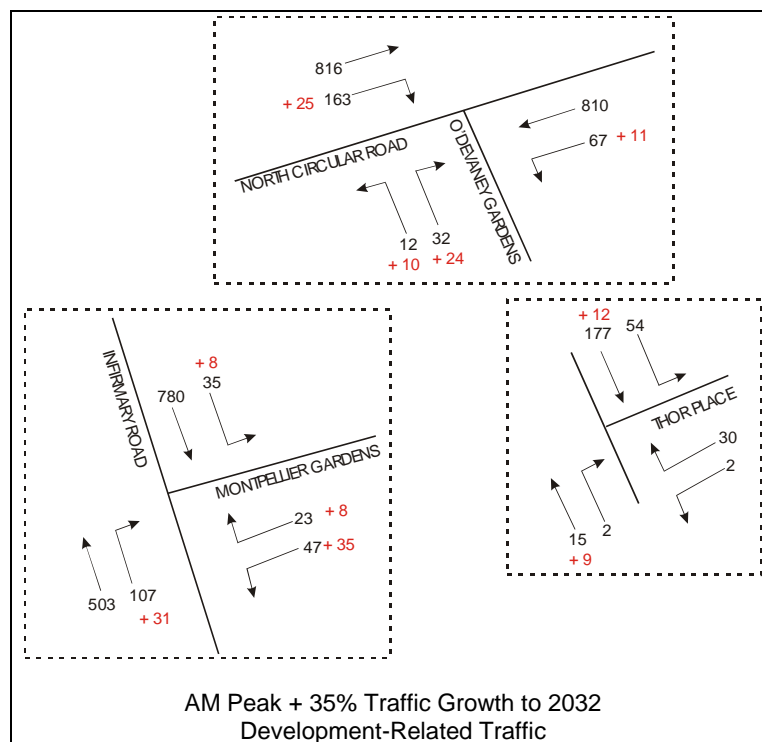 816
+ 25 163
810
67 + 11
NORTH CIRCULAR ROAD
O'DEVANEY GARDENS
12 32
+ 10 + 24
INFIRMARY ROAD
+ 8
780 35
MONTPELLIER GARDENS
23 + 8
47 + 35
503 107
+ 31
+ 12
177 54
THOR PLACE
30
2
15 2
+ 9
AM Peak + 35% Traffic Growth to 2032
Development-Related Traffic